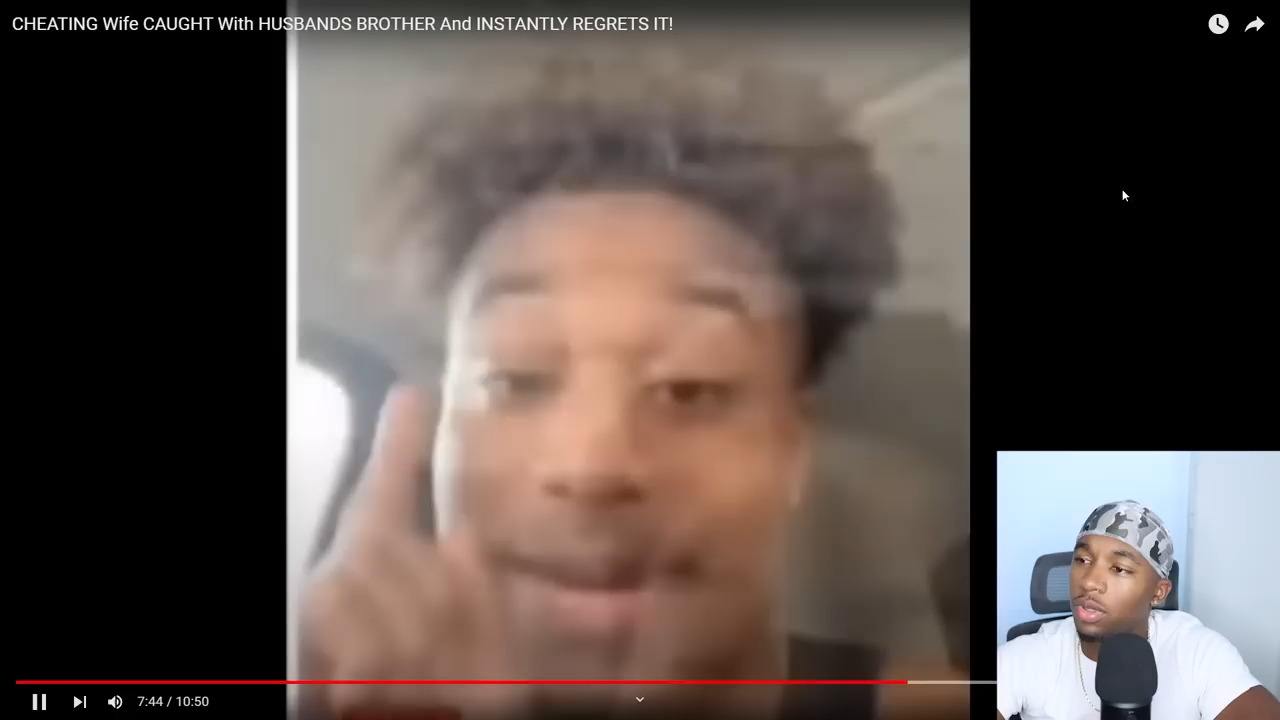 CHEATING Wife CAUGHT With HUSBANDS BROTHER And INSTANTLY REGRETS IT!
7:44 / 10:50